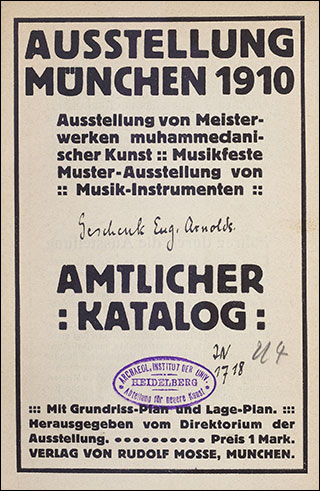 AUSSTELLUNG
MÜNCHEN 1910
Ausstellung von Meister-
werken muhammedani-
scher Kunst :: Musikfeste
Muster-Ausstellung von
:: Musik-Instrumenten ::
Geschenk Eug. Arnolds.
AMTLICHER
: KATALOG :
IN
1718
ARCHAEOL. INSTITUT DER UNIV.
HEIDELBERG
Abteilung für neuere Kunst.
::: Mit Grundriss-Plan und Lage-Plan. :::
Herausgegeben vom Direktorium der
Ausstellung. •••••••••• Preis 1 Mark.
VERLAG VON RUDOLF MOSSE, MÜNCHEN.